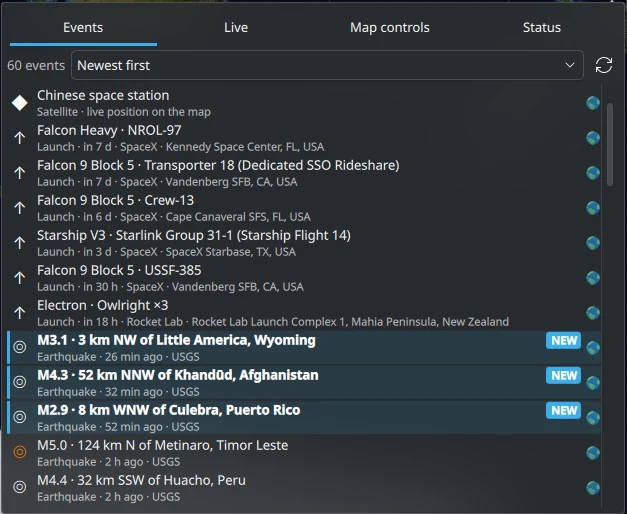 Events
Live
Map controls
Status
60 events
Newest first
Chinese space station
Satellite · live position on the map
Falcon Heavy · NROL-97
Launch · in 7 d · SpaceX · Kennedy Space Center, FL, USA
Falcon 9 Block 5 · Transporter 18 (Dedicated SSO Rideshare)
Launch · in 7 d · SpaceX · Vandenberg SFB, CA, USA
Falcon 9 Block 5 · Crew-13
Launch · in 6 d · SpaceX · Cape Canaveral SFS, FL, USA
Starship V3 · Starlink Group 31-1 (Starship Flight 14)
Launch · in 3 d · SpaceX · SpaceX Starbase, TX, USA
Falcon 9 Block 5 · USSF-385
Launch · in 30 h · SpaceX · Vandenberg SFB, CA, USA
Electron · Owlright ×3
Launch · in 18 h · Rocket Lab · Rocket Lab Launch Complex 1, Mahia Peninsula, New Zealand
M3.1 · 3 km NW of Little America, Wyoming
NEW
Earthquake · 26 min ago · USGS
M4.3 · 52 km NNW of Khandūd, Afghanistan
NEW
Earthquake · 32 min ago · USGS
M2.9 · 8 km WNW of Culebra, Puerto Rico
NEW
Earthquake · 52 min ago · USGS
M5.0 · 124 km N of Metinaro, Timor Leste
Earthquake · 2 h ago · USGS
M4.4 · 32 km SSW of Huacho, Peru
Earthquake · 2 h ago · USGS